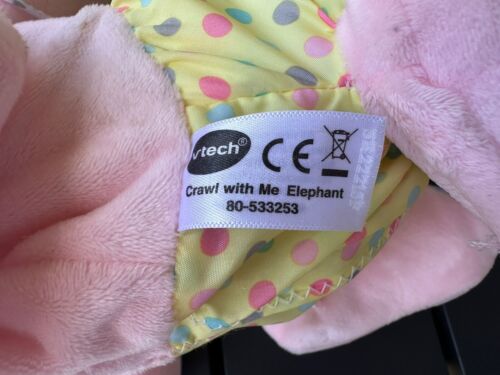 vtech®
CE
Crawl with Me Elephant
80-533253